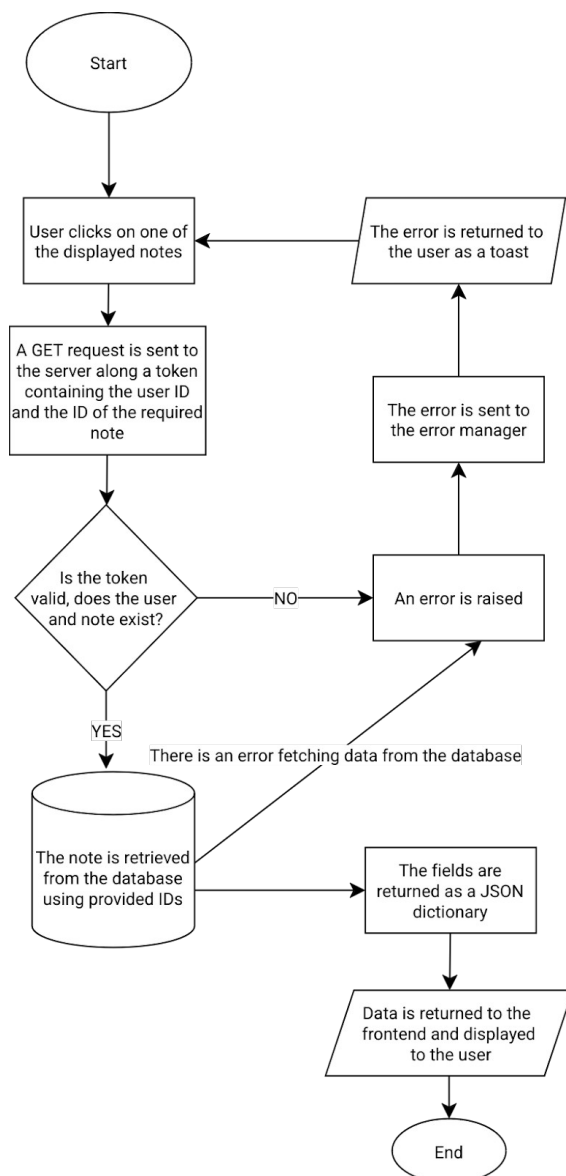 Start
User clicks on one of
the displayed notes
The error is returned to
the user as a toast
A GET request is sent to
the server along a token
containing the user ID
and the ID of the required
note
The error is sent to
the error manager
Is the token
valid, does the user
and note exist?
NO
An error is raised
YES
There is an error fetching data from the database
The note is retrieved
from the database
using provided IDs
The fields are
returned as a JSON
dictionary
Data is returned to the
frontend and displayed
to the user
End